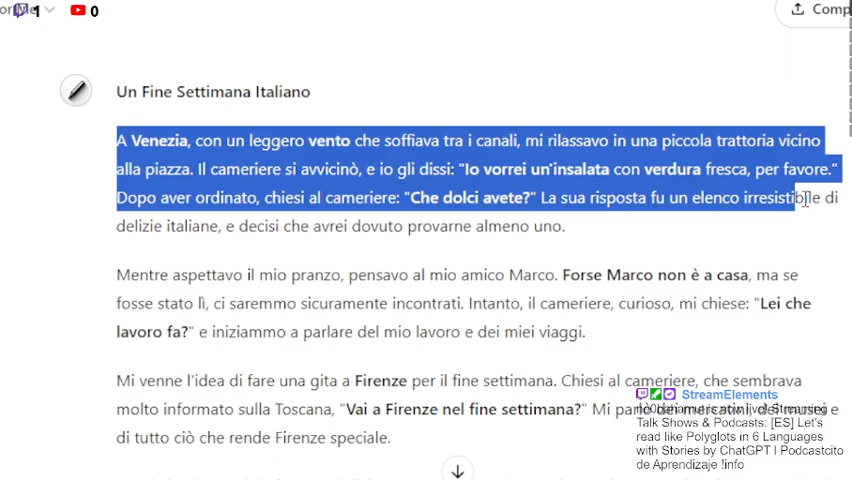 1 0
Comp
Un Fine Settimana Italiano
A Venezia, con un leggero vento che soffiava tra i canali, mi rilassavo in una piccola trattoria vicino
alla piazza. Il cameriere si avvicinò, e io gli dissi: "Io vorrei un'insalata con verdura fresca, per favore."
Dopo aver ordinato, chiesi al cameriere: "Che dolci avete?" La sua risposta fu un elenco irresistibile di
delizie italiane, e decisi che avrei dovuto provarne almeno uno.
Mentre aspettavo il mio pranzo, pensavo al mio amico Marco. Forse Marco non è a casa, ma se
fosse stato lì, ci saremmo sicuramente incontrati. Intanto, il cameriere, curioso, mi chiese: "Lei che
lavoro fa?" e iniziammo a parlare del mio lavoro e dei miei viaggi.
Mi venne l'idea di fare una gita a Firenze per il fine settimana. Chiesi al cameriere, che sembrava
molto informato sulla Toscana, "Vai a Firenze nel fine settimana?" Mi parlò dei mercatini, dei musei e
di tutto ciò che rende Firenze speciale.
StreamElements
is now live! Streaming
Talk Shows & Podcasts: [ES] Let's
read like Polyglots in 6 Languages
with Stories by ChatGPT | Podcastcito
de Aprendizaje !info